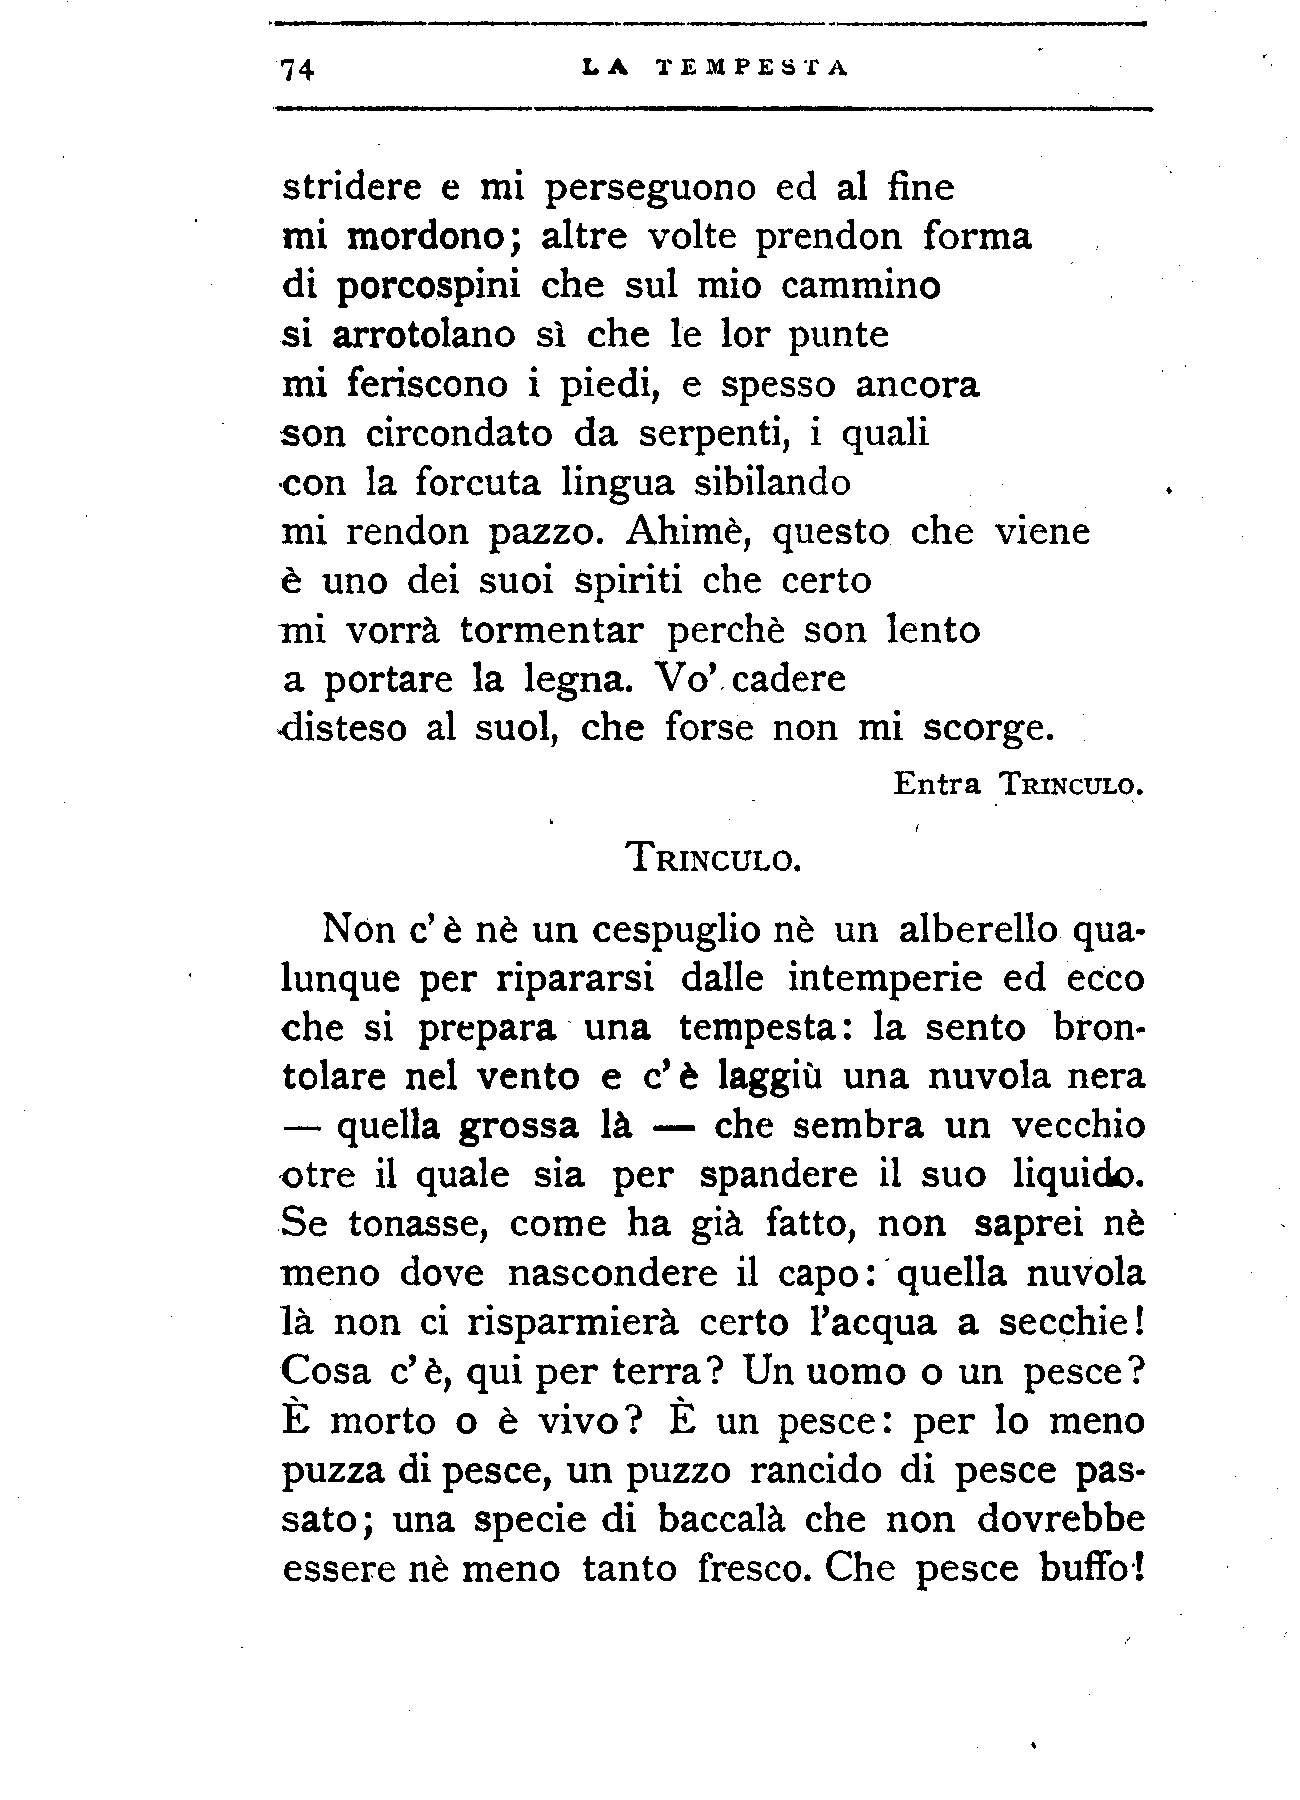 74 LA TEMPESTA
stridere e mi perseguono ed al fine
mi mordono; altre volte prendon forma
di porcospini che sul mio cammino
si arrotolano sì che le lor punte
mi feriscono i piedi, e spesso ancora
son circondato da serpenti, i quali
con la forcuta lingua sibilando
mi rendon pazzo. Ahimè, questo che viene
è uno dei suoi spiriti che certo
mi vorrà tormentar perchè son lento
a portare la legna. Vo' cadere
disteso al suol, che forse non mi scorge.
Entra TRINCULO.
TRINCULO.
Non c'è nè un cespuglio nè un alberello qua-
lunque per ripararsi dalle intemperie ed ecco
che si prepara una tempesta: la sento bron-
tolare nel vento e c'è laggiù una nuvola nera
— quella grossa là — che sembra un vecchio
otre il quale sia per spandere il suo liquido.
Se tonasse, come ha già fatto, non saprei nè
meno dove nascondere il capo: quella nuvola
là non ci risparmierà certo l'acqua a secchie!
Cosa c'è, qui per terra? Un uomo o un pesce?
È morto o è vivo? È un pesce: per lo meno
puzza di pesce, un puzzo rancido di pesce pas-
sato; una specie di baccalà che non dovrebbe
essere nè meno tanto fresco. Che pesce buffo!